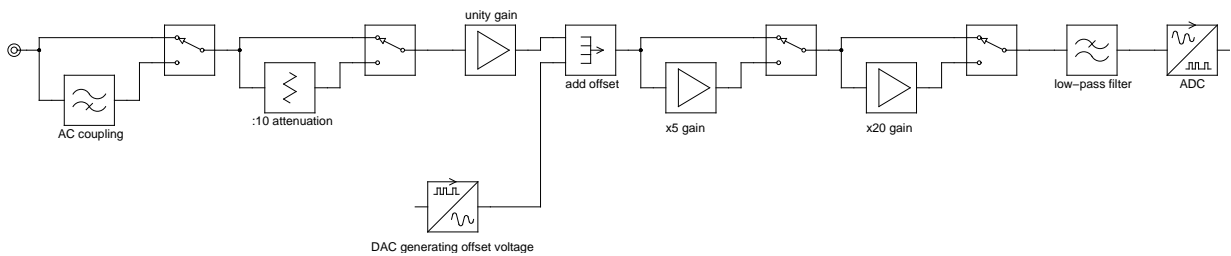 unity gain
add offset
low-pass filter
ADC
:10 attenuation
x5 gain
x20 gain
AC coupling
DAC generating offset voltage